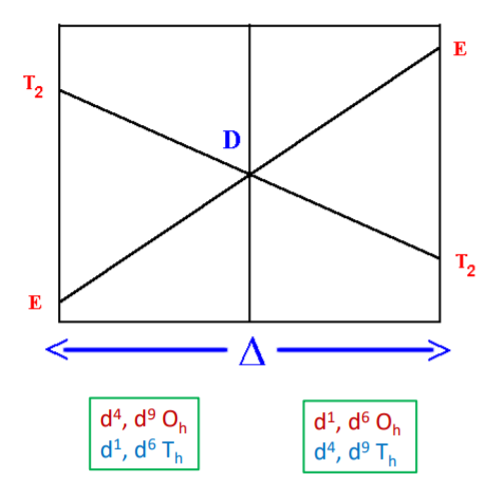 E
T₂
D
T₂
E
Δ
d⁴, d⁹ Oₕ
d¹, d⁶ Tₕ
d¹, d⁶ Oₕ
d⁴, d⁹ Tₕ